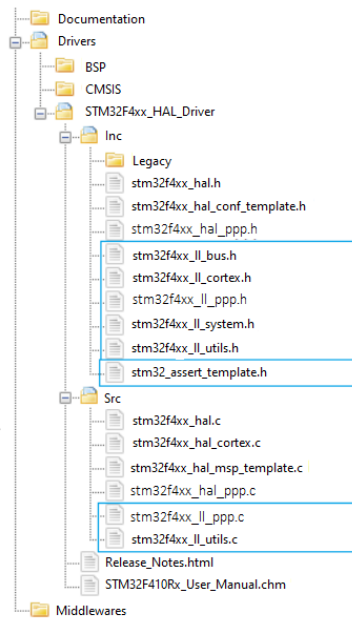 Documentation
Drivers
BSP
CMSIS
STM32F4xx_HAL_Driver
Inc
Legacy
stm32f4xx_hal.h
stm32f4xx_hal_conf_template.h
stm32f4xx_hal_ppp.h
stm32f4xx_ll_bus.h
stm32f4xx_ll_cortex.h
stm32f4xx_ll_ppp.h
stm32f4xx_ll_system.h
stm32f4xx_ll_utils.h
stm32_assert_template.h
Src
stm32f4xx_hal.c
stm32f4xx_hal_cortex.c
stm32f4xx_hal_msp_template.c
stm32f4xx_hal_ppp.c
stm32f4xx_ll_ppp.c
stm32f4xx_ll_utils.c
Release_Notes.html
STM32F410Rx_User_Manual.chm
Middlewares